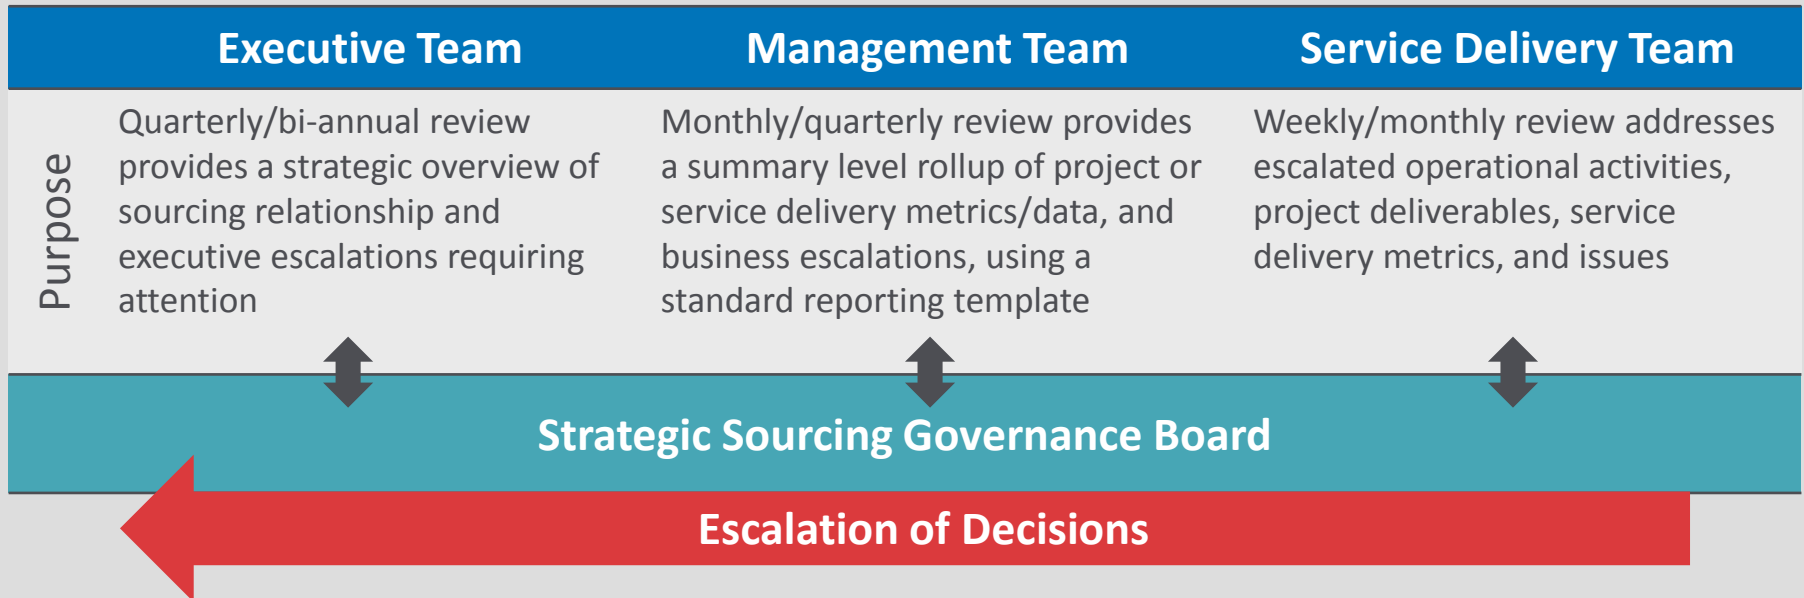 Executive Team
Management Team
Service Delivery Team
Purpose
Quarterly/bi-annual review
provides a strategic overview of
sourcing relationship and
executive escalations requiring
attention
Monthly/quarterly review provides
a summary level rollup of project or
service delivery metrics/data, and
business escalations, using a
standard reporting template
Weekly/monthly review addresses
escalated operational activities,
project deliverables, service
delivery metrics, and issues
Strategic Sourcing Governance Board
Escalation of Decisions